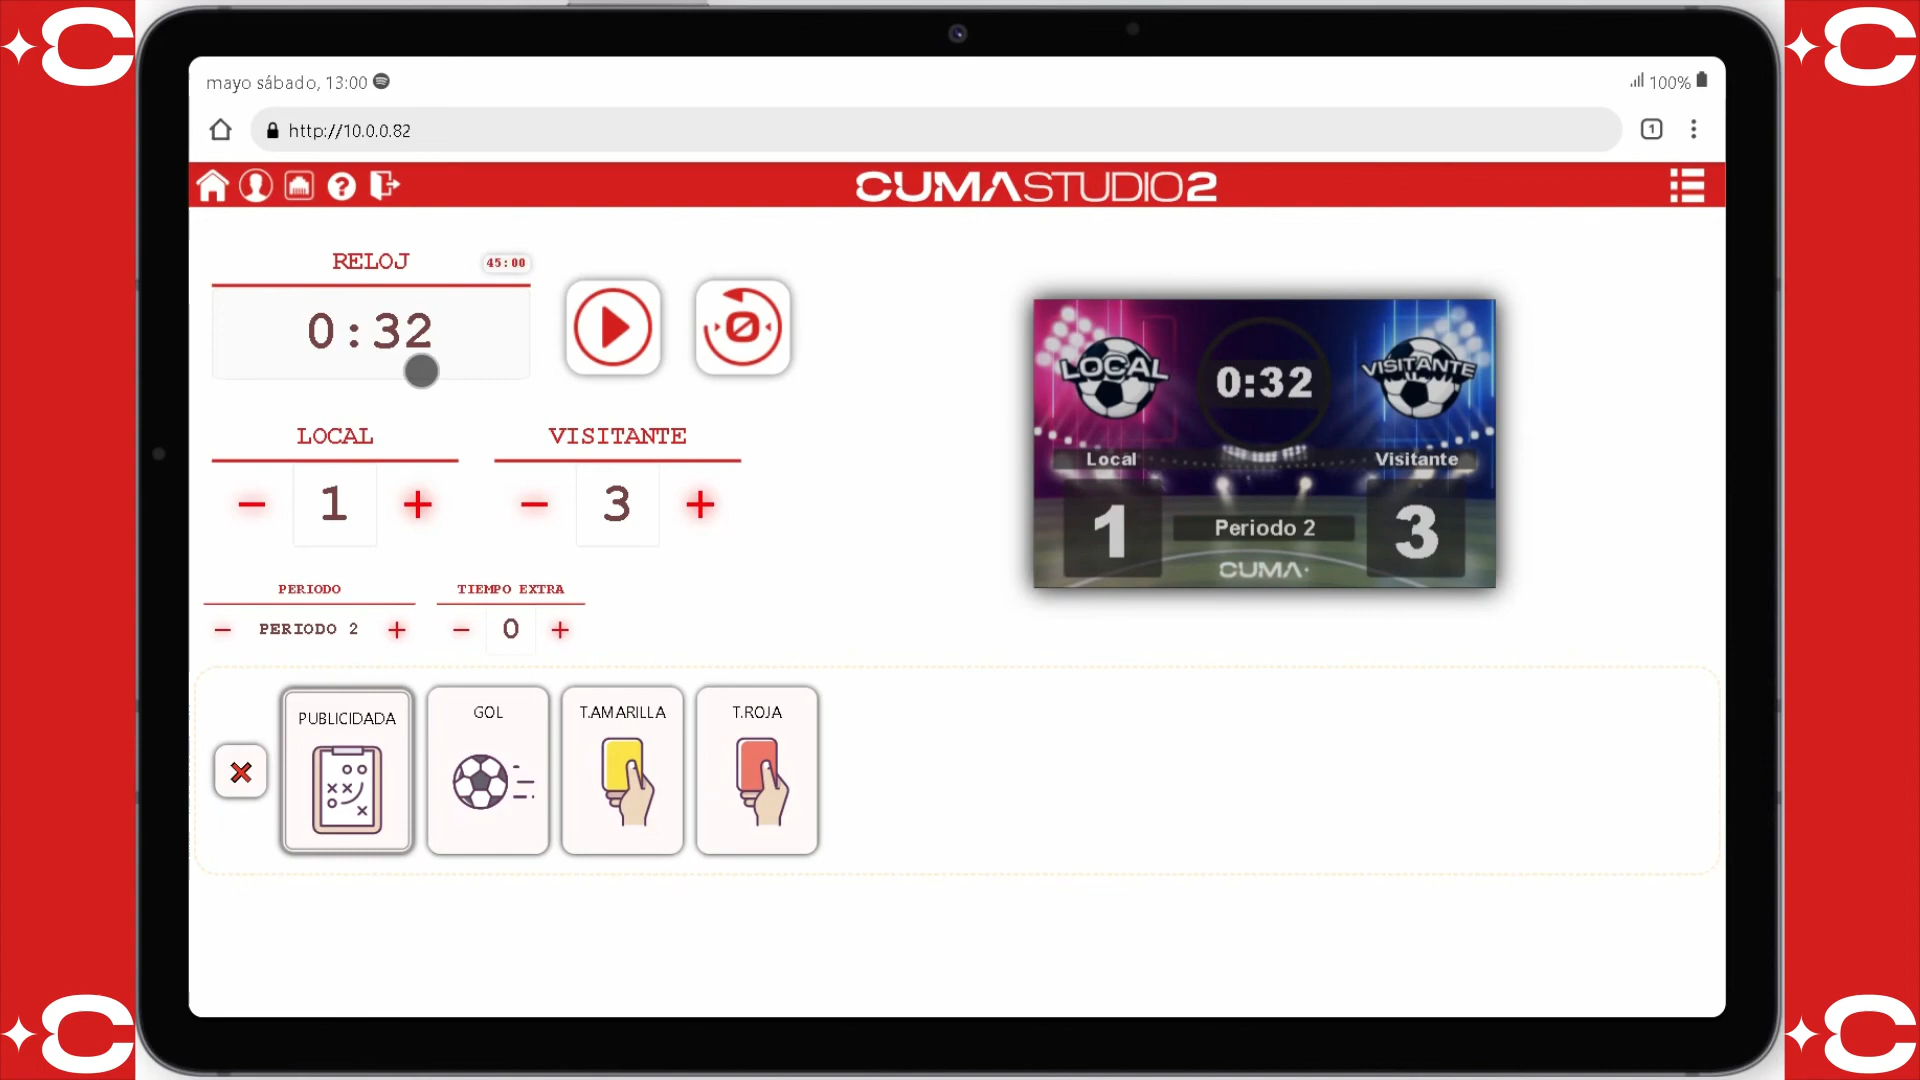 mayo sábado, 13:00
100%
http://10.0.0.82
1
CUMASTUDIO2
RELOJ
45:00
0:32
LOCAL
VISITANTE
1
3
PERIODO
TIEMPO EXTRA
PERIODO 2
0
LOCAL
0:32
VISITANTE
Local
Visitante
1
Periodo 2
3
CUMA
PUBLICIDADA
GOL
T.AMARILLA
T.ROJA